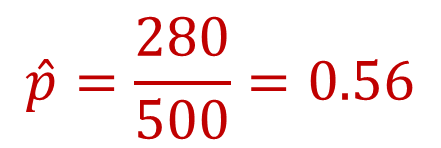 p̂ = 280/500 = 0.56